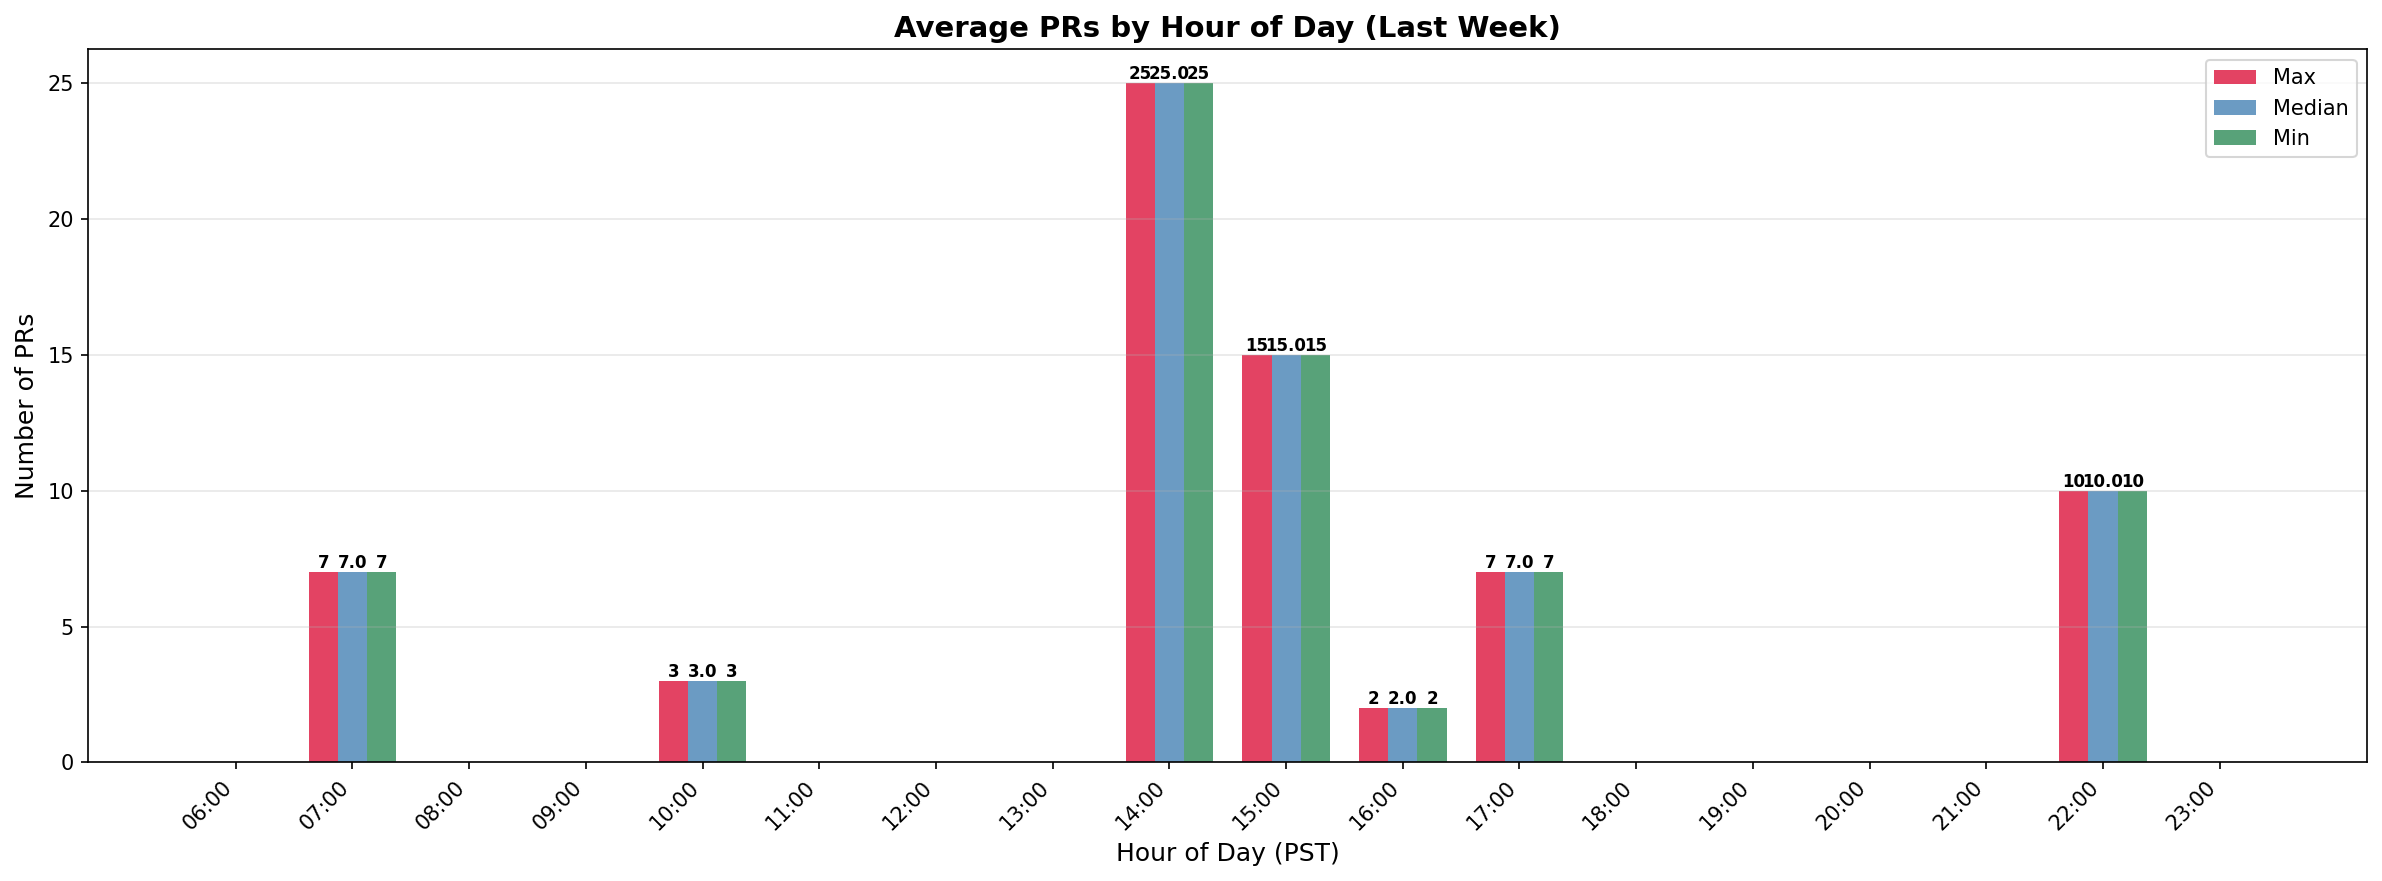 Average PRs by Hour of Day (Last Week)
Max
Median
Min
Number of PRs
25
20
15
10
5
0
7 7.0 7
3 3.0 3
25 25.0 25
15 15.0 15
2 2.0 2
7 7.0 7
10 10.0 10
06:00 07:00 08:00 09:00 10:00 11:00 12:00 13:00 14:00 15:00 16:00 17:00 18:00 19:00 20:00 21:00 22:00 23:00
Hour of Day (PST)